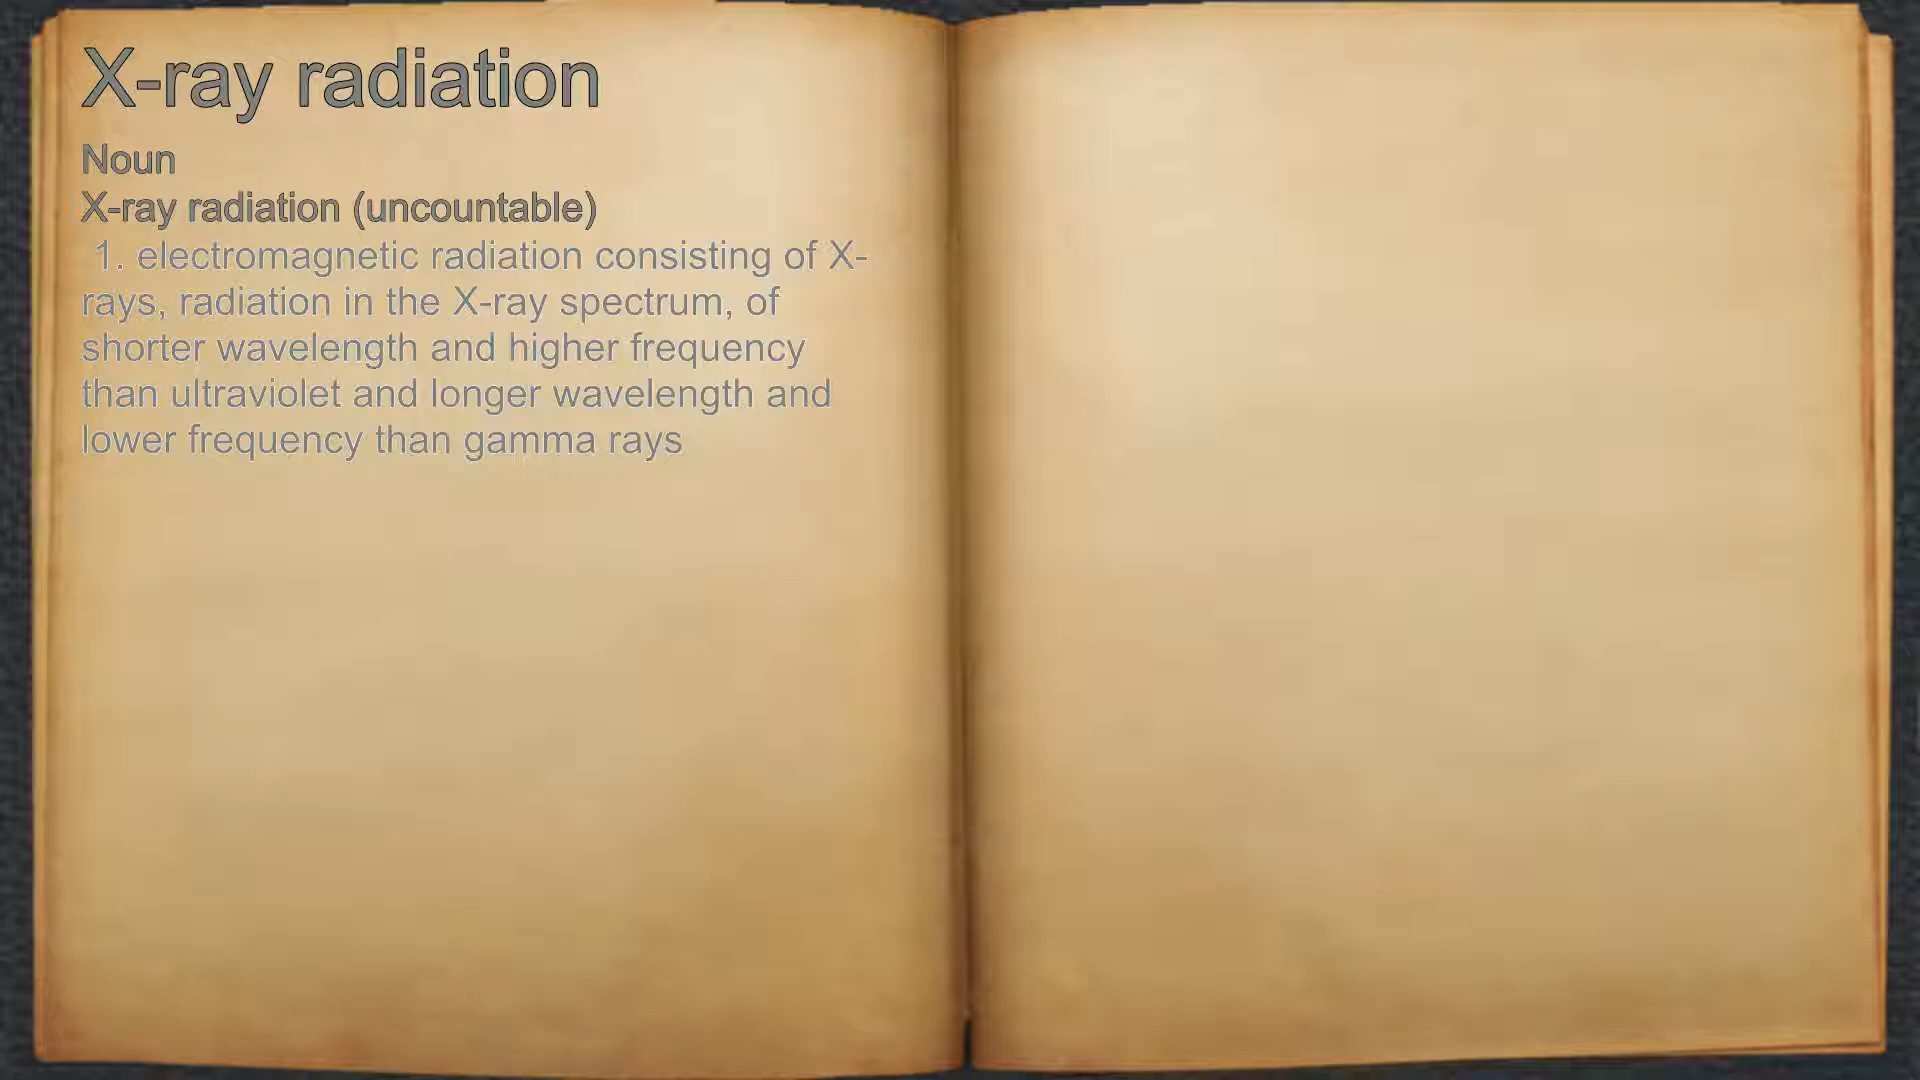 X-ray radiation
Noun
X-ray radiation (uncountable)
1. electromagnetic radiation consisting of X-
rays, radiation in the X-ray spectrum, of
shorter wavelength and higher frequency
than ultraviolet and longer wavelength and
lower frequency than gamma rays